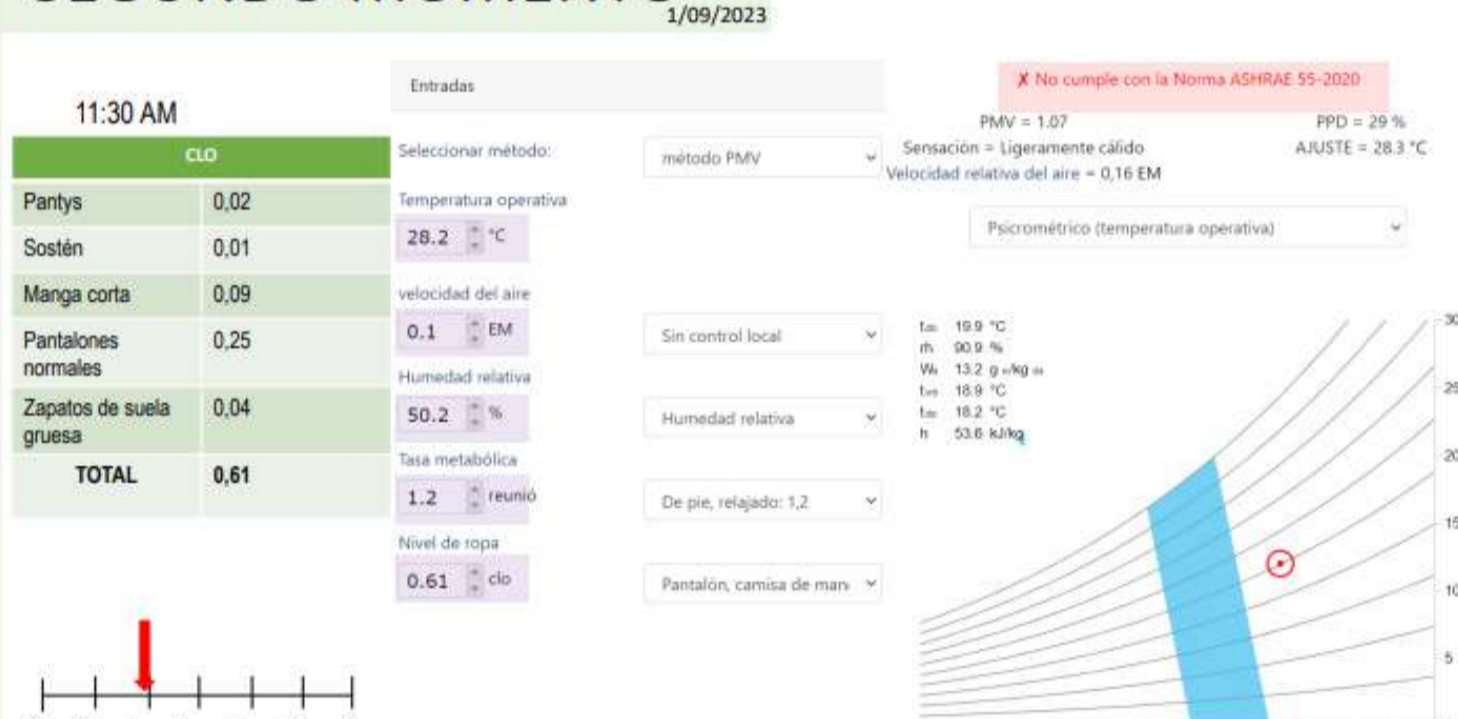 1/09/2023
11:30 AM
CLO
Pantys 0,02
Sostén 0,01
Manga corta 0,09
Pantalones 0,25
normales
Zapatos de suela 0,04
gruesa
TOTAL 0,61
Entradas
Seleccionar método: método PMV
Temperatura operativa
28.2 °C
velocidad del aire
0.1 EM Sin control local
Humedad relativa
50.2 % Humedad relativa
Tasa metabólica
1.2 reunió De pie, relajado: 1,2
Nivel de ropa
0.61 clo Pantalón, camisa de man
X No cumple con la Norma ASHRAE 55-2020
PMV = 1.07 PPD = 29 %
Sensación = Ligeramente cálido AJUSTE = 28.3 °C
Velocidad relativa del aire = 0,16 EM
Psicrométrico (temperatura operativa)
19.9 °C
rh 90.9 %
13.2 g
18.9 °C
18.2 °C
h 53.6 kJ/kg
30
25
20
15
10
5